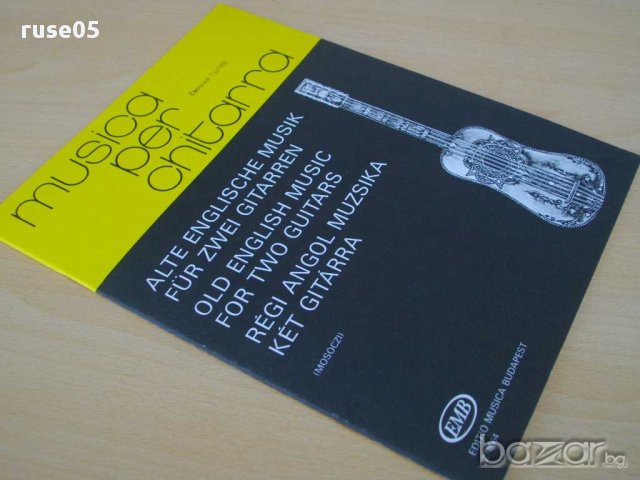 ruse05
musica
per
chitarra
ALTE ENGLISCHE MUSIK
FÜR ZWEI GITARREN
OLD ENGLISH MUSIC
FOR TWO GUITARS
RÉGI ANGOL MUZSIKA
KÉT GITÁRRA
(MOSÓCZI)
EMB
EDITIO MUSICA BUDAPEST
bazar.bg